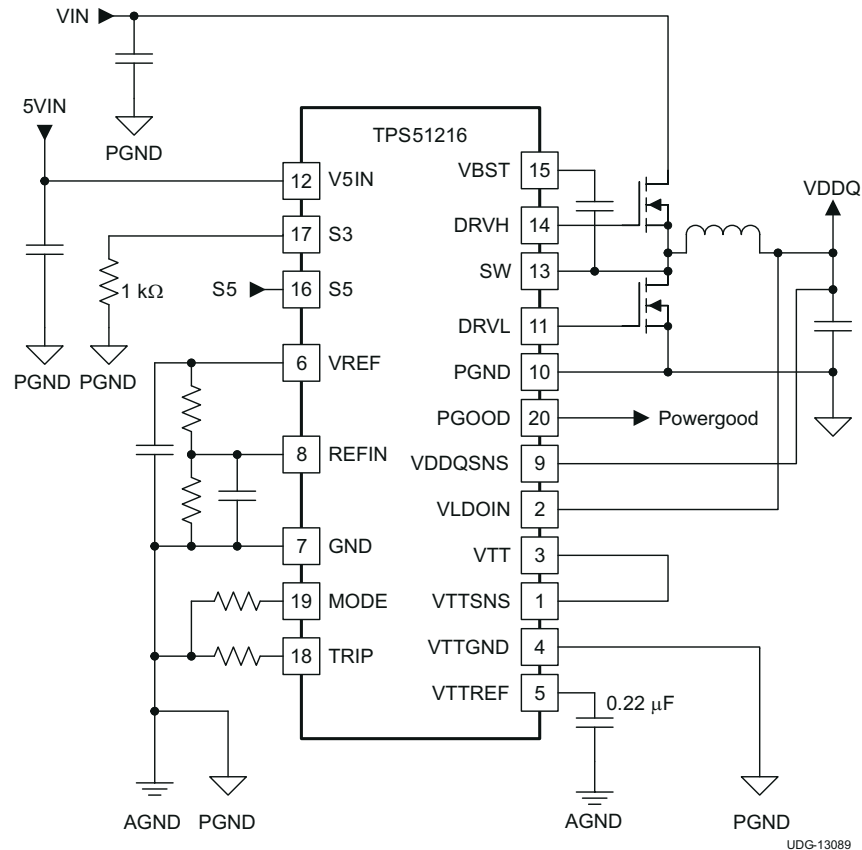 VIN
5VIN
PGND
TPS51216
12 V5IN
17 S3
1 kΩ
S5 16 S5
PGND PGND
6 VREF
8 REFIN
7 GND
19 MODE
18 TRIP
AGND PGND
VBST 15
DRVH 14
SW 13
DRVL 11
PGND 10
PGOOD 20 Powergood
VDDQSNS 9
VLDOIN 2
VTT 3
VTTSNS 1
VTTGND 4
VTTREF 5
0.22 µF
VDDQ
AGND
PGND
UDG-13089